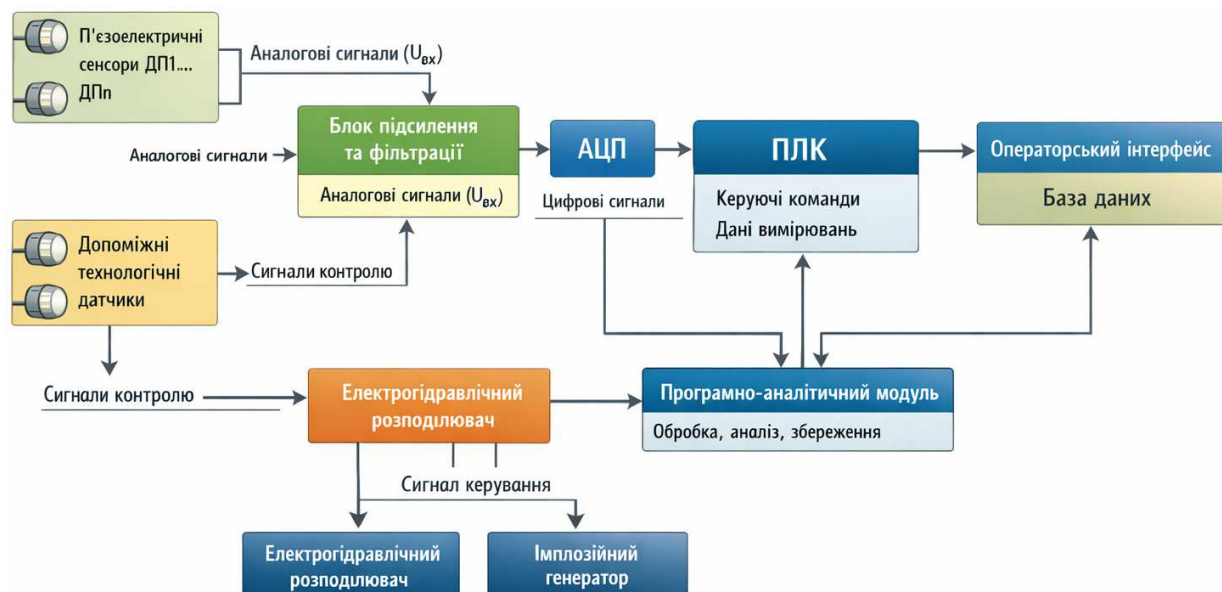 П'єзоелектричні
сенсори ДП1....
ДПn
Аналогові сигнали (Uвх)
Аналогові сигнали
Блок підсилення
та фільтрації
Аналогові сигнали (Uвх)
АЦП
Цифрові сигнали
ПЛК
Керуючі команди
Дані вимірювань
Операторський інтерфейс
База даних
Допоміжні
технологічні
датчики
Сигнали контролю
Сигнали контролю
Електрогідравлічний
розподілювач
Програмно-аналітичний модуль
Обробка, аналіз, збереження
Сигнал керування
Електрогідравлічний
розподілювач
Імплозійний
генератор